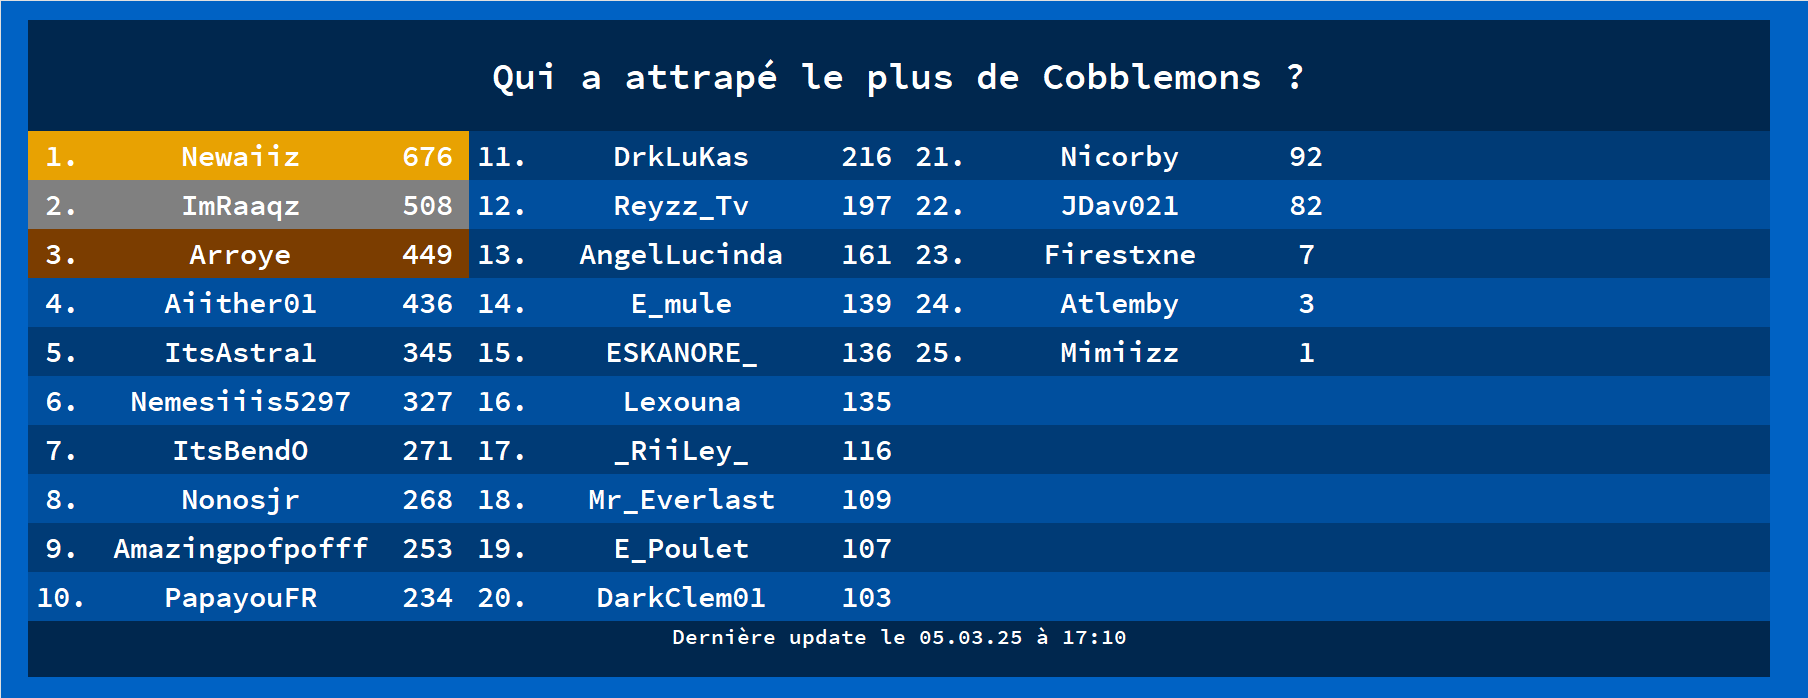 Qui a attrapé le plus de Cobblemons ?
1. Newaiiz 676 11. DrkLuKas 216 21. Nicorby 92
2. ImRaaqz 508 12. Reyzz_Tv 197 22. JDav021 82
3. Arroye 449 13. AngelLucinda 161 23. Firestxne 7
4. Aiither01 436 14. E_mule 139 24. Atlemby 3
5. ItsAstra1 345 15. ESKANORE_ 136 25. Mimiizz 1
6. Nemesiiis5297 327 16. Lexouna 135
7. ItsBendO 271 17. _RiiLey_ 116
8. Nonosjr 268 18. Mr_Everlast 109
9. Amazingpofpofff 253 19. E_Poulet 107
10. PapayouFR 234 20. DarkClem01 103
Dernière update le 05.03.25 à 17:10